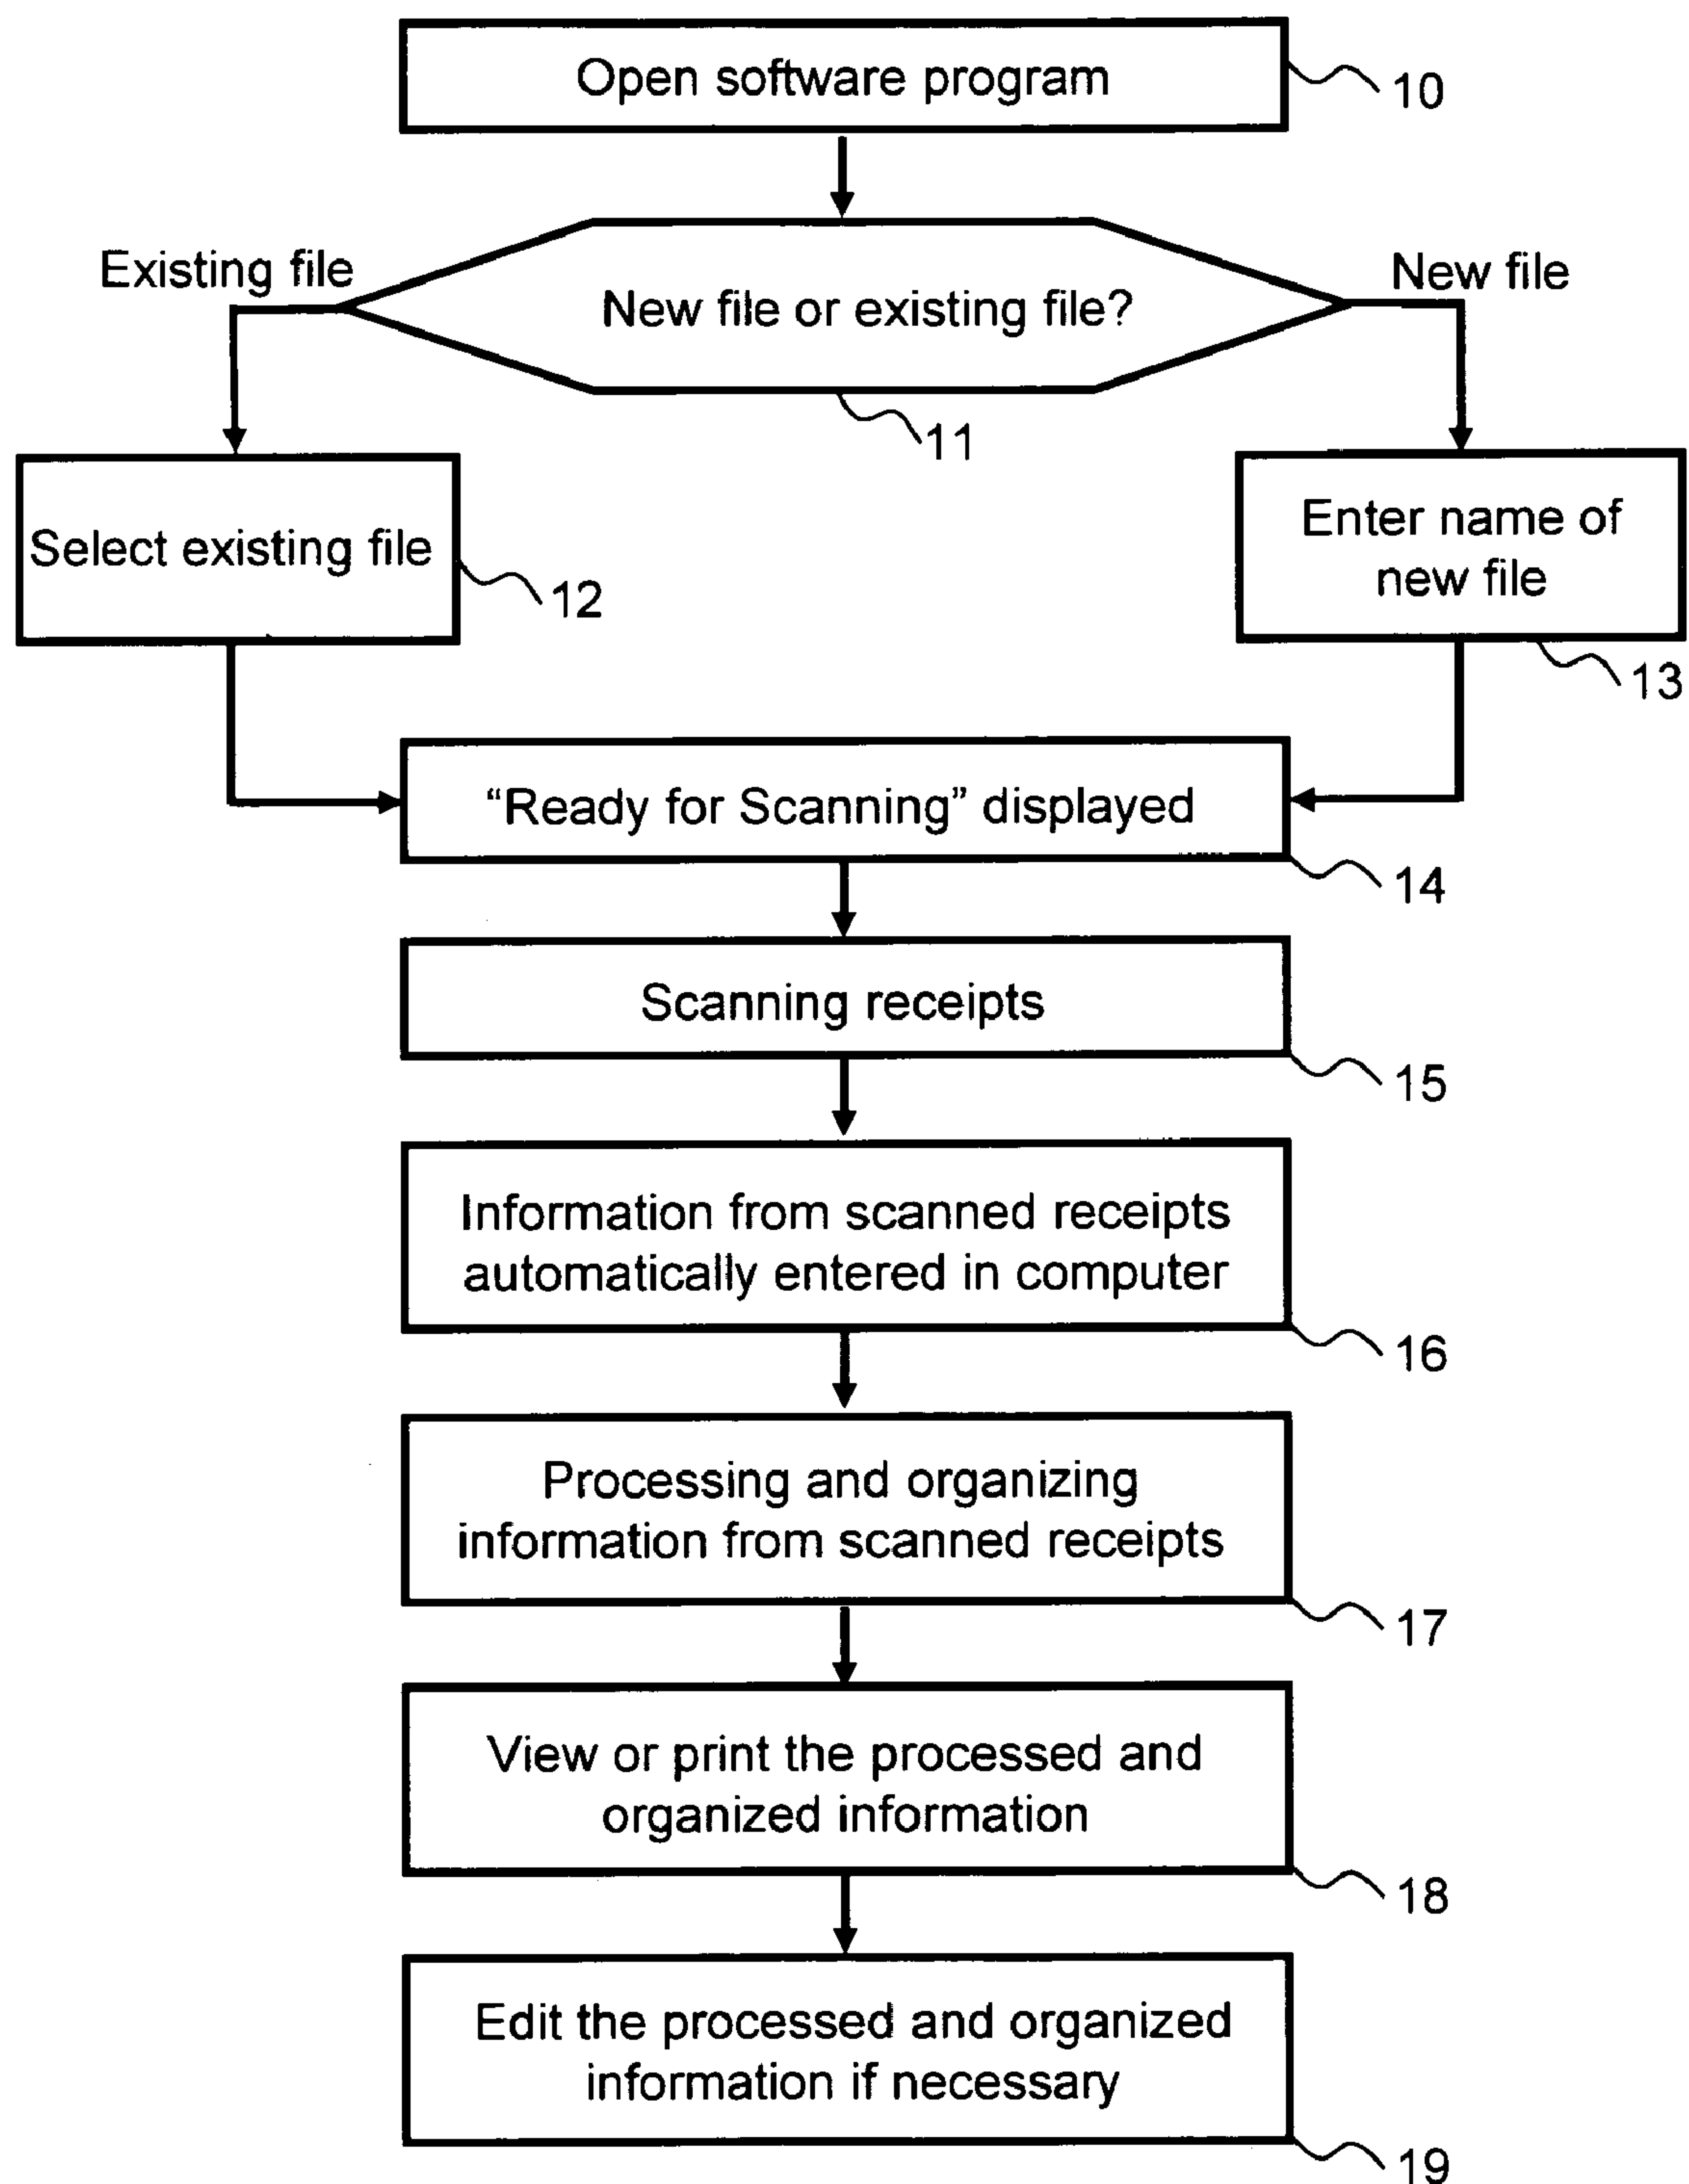 Open software program
10
Existing file
New file or existing file?
New file
11
Select existing file
12
Enter name of
new file
13
“Ready for Scanning” displayed
14
Scanning receipts
15
Information from scanned receipts
automatically entered in computer
16
Processing and organizing
information from scanned receipts
17
View or print the processed and
organized information
18
Edit the processed and organized
information if necessary
19